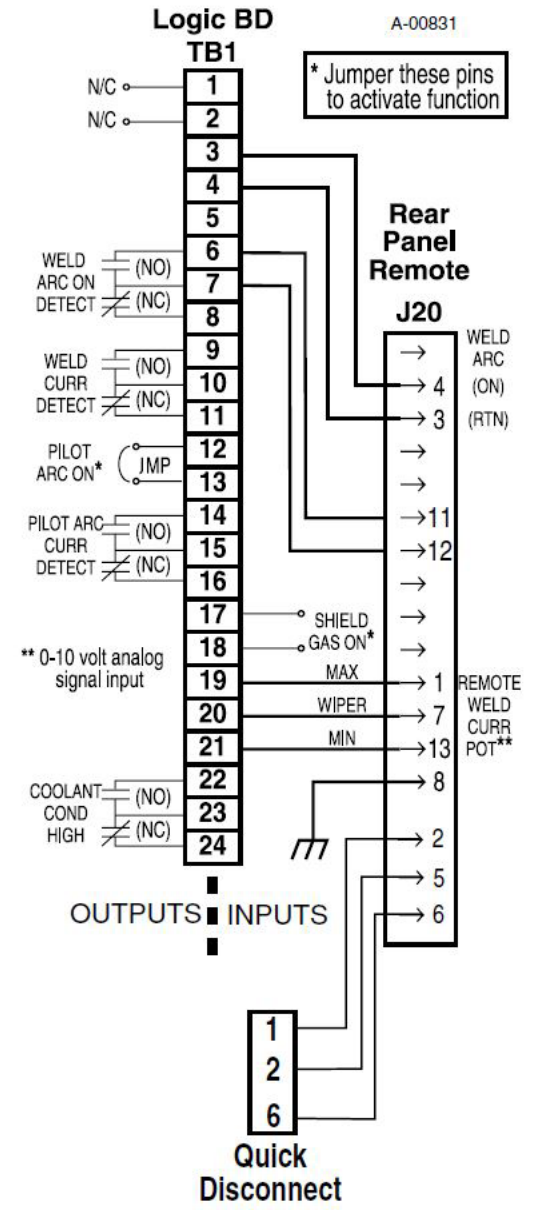 Logic BD
TB1
A-00831
* Jumper these pins
to activate function
N/C
N/C
1
2
3
4
5
6
7
8
9
10
11
12
13
14
15
16
17
18
19
20
21
22
23
24
WELD
ARC ON
DETECT
(NO)
(NC)
WELD
CURR
DETECT
(NO)
(NC)
PILOT
ARC ON*
JMP
PILOT ARC
CURR
DETECT
(NO)
(NC)
** 0-10 volt analog
signal input
COOLANT
COND
HIGH
(NO)
(NC)
SHIELD
GAS ON*
MAX
WIPER
MIN
Rear
Panel
Remote
J20
WELD
ARC
4 (ON)
3 (RTN)
11
12
1
7
13
8
2
5
6
REMOTE
WELD
CURR
POT**
OUTPUTS INPUTS
1
2
6
Quick
Disconnect